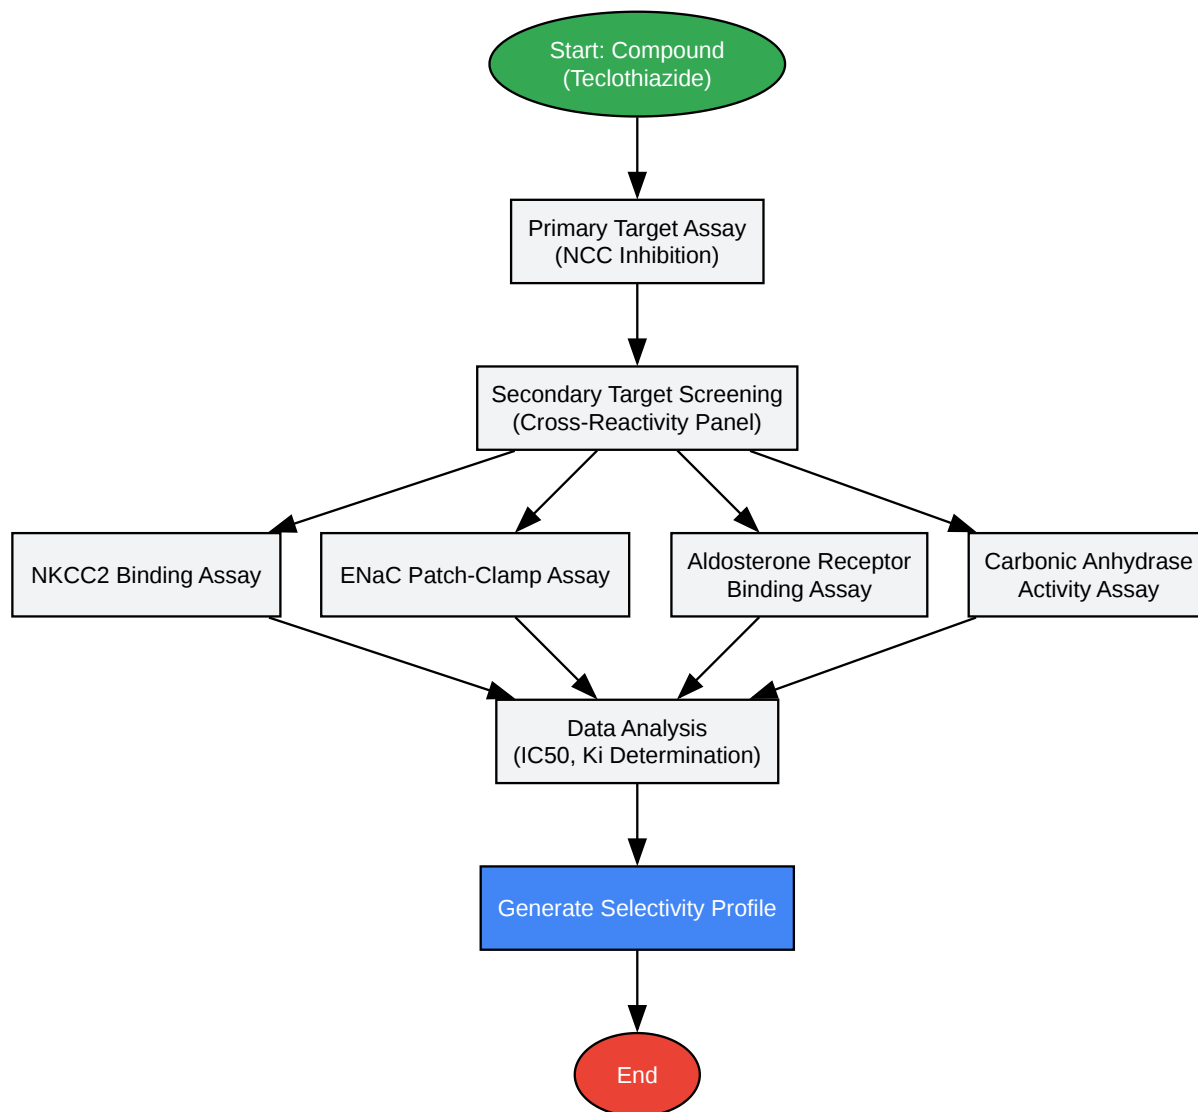 Start: Compound
(Teclothiazide)
Primary Target Assay
(NCC Inhibition)
Secondary Target Screening
(Cross-Reactivity Panel)
NKCC2 Binding Assay
ENaC Patch-Clamp Assay
Aldosterone Receptor
Binding Assay
Carbonic Anhydrase
Activity Assay
Data Analysis
(IC50, Ki Determination)
Generate Selectivity Profile
End